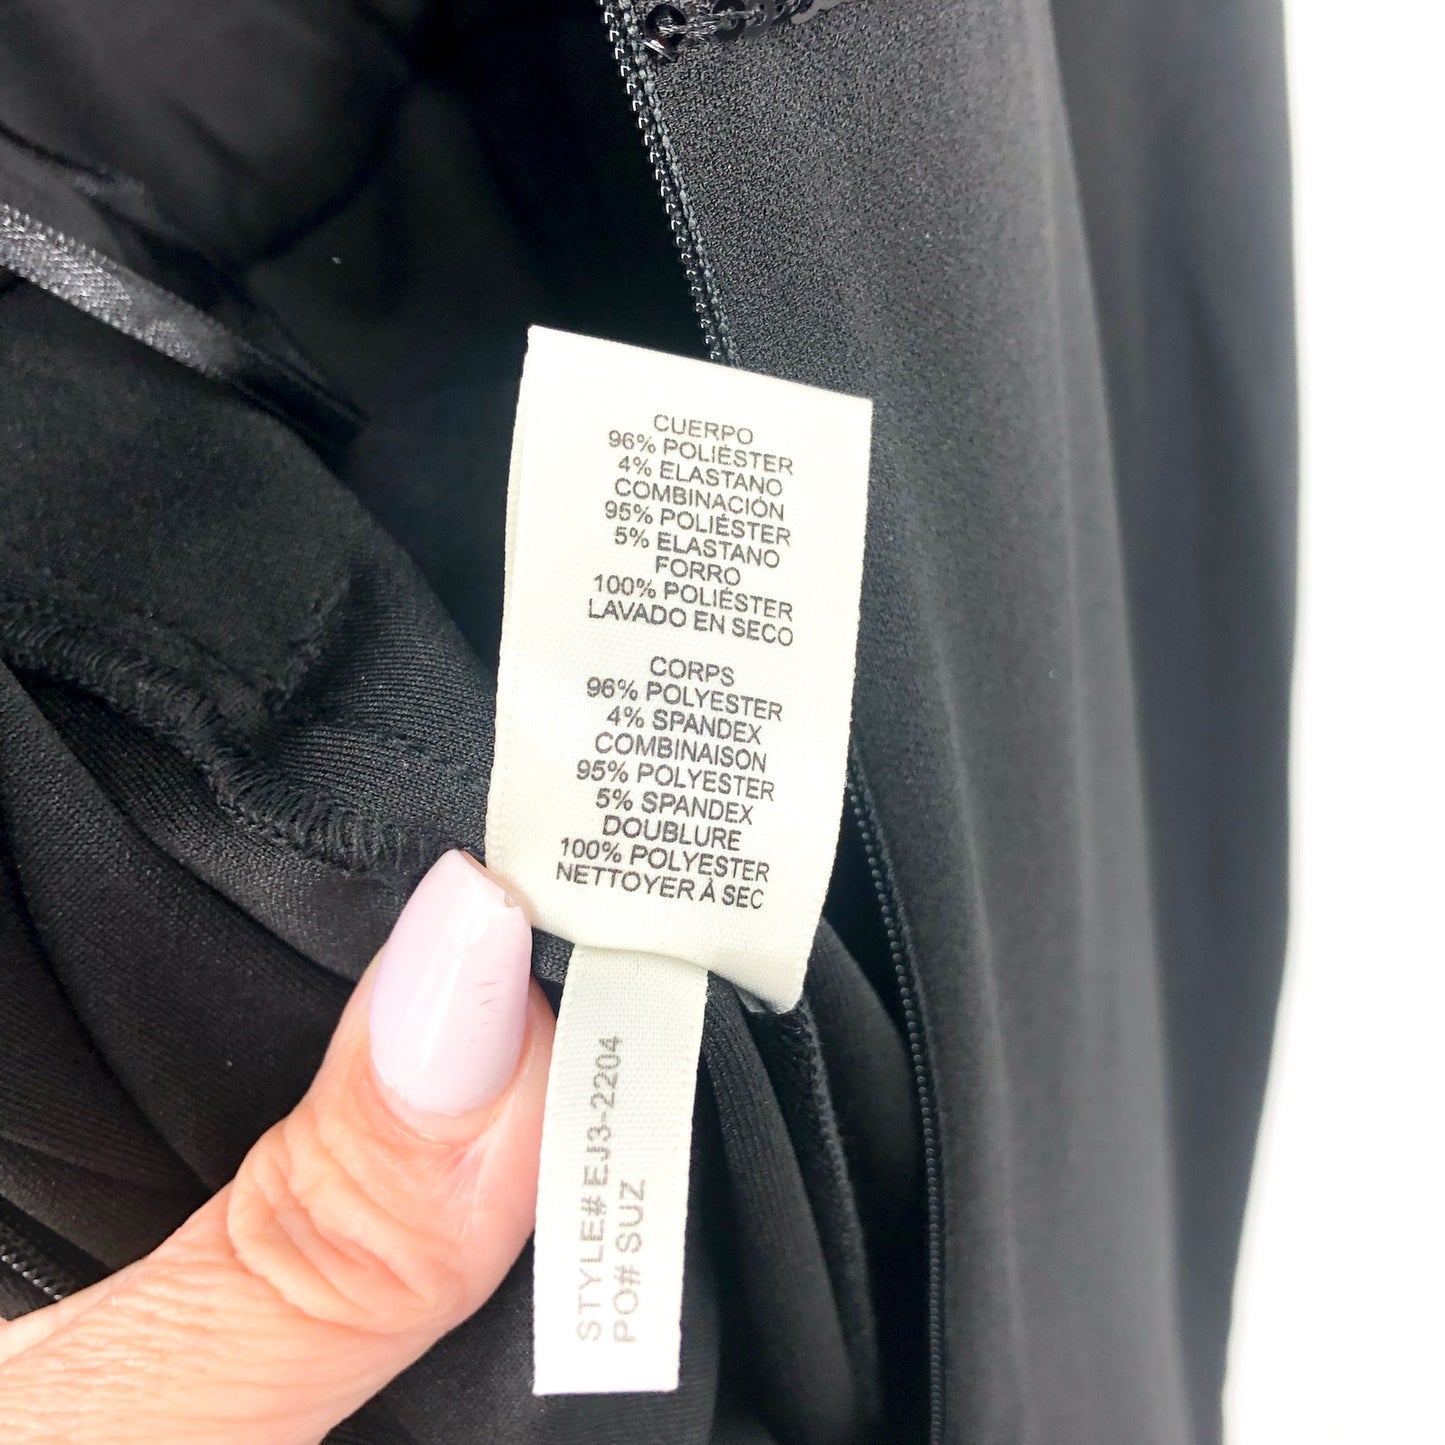 CUERPO
96% POLIÉSTER
4% ELASTANO
COMBINACIÓN
95% POLIÉSTER
5% ELASTANO
FORRO
100% POLIÉSTER
LAVADO EN SECO
CORPS
96% POLYESTER
4% SPANDEX
COMBINAISON
95% POLYESTER
5% SPANDEX
DOUBLURE
100% POLYESTER
NETTOYER À SEC
STYLE# EJ3-2204
PO# SUZ